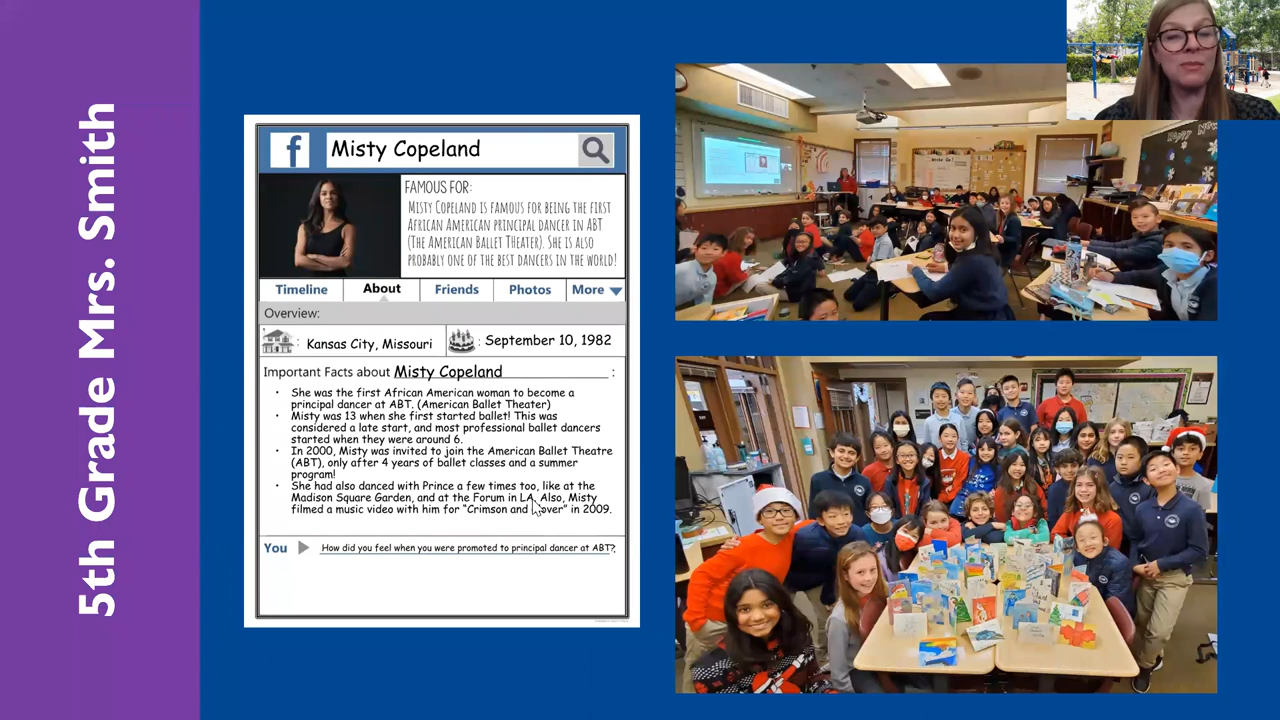 5th Grade Mrs. Smith
f
Misty Copeland
FAMOUS FOR:
MISTY COPELAND IS FAMOUS FOR BEING THE FIRST
AFRICAN AMERICAN PRINCIPAL DANCER IN ABT
(THE AMERICAN BALLET THEATER). SHE IS ALSO
PROBABLY ONE OF THE BEST DANCERS IN THE WORLD!
Timeline About Friends Photos More
Overview:
: Kansas City, Missouri : September 10, 1982
Important Facts about Misty Copeland :
• She was the first African American woman to become a
principal dancer at ABT. (American Ballet Theater)
• Misty was 13 when she first started ballet! This was
considered a late start, and most professional ballet dancers
started when they were around 6.
• In 2000, Misty was invited to join the American Ballet Theatre
(ABT), only after 4 years of ballet classes and a summer
program!
• She had also danced with Prince a few times too, like at the
Madison Square Garden, and at the Forum in LA. Also, Misty
filmed a music video with him for “Crimson and Clover” in 2009.
You How did you feel when you were promoted to principal dancer at ABT?
HAPPY NEW